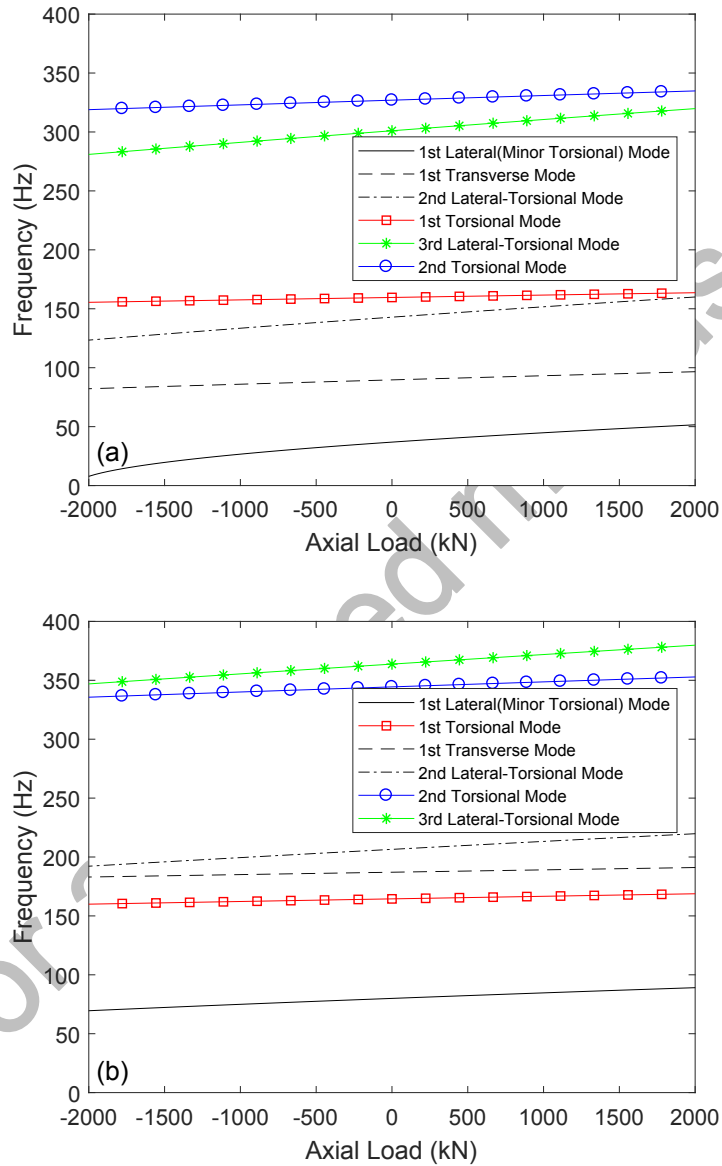 400
350
300
250
200
150
100
50
0
Frequency (Hz)
1st Lateral(Minor Torsional) Mode
1st Transverse Mode
2nd Lateral-Torsional Mode
1st Torsional Mode
3rd Lateral-Torsional Mode
2nd Torsional Mode
(a)
-2000 -1500 -1000 -500 0 500 1000 1500 2000
Axial Load (kN)
400
350
300
250
200
150
100
50
0
Frequency (Hz)
1st Lateral(Minor Torsional) Mode
1st Torsional Mode
1st Transverse Mode
2nd Lateral-Torsional Mode
2nd Torsional Mode
3rd Lateral-Torsional Mode
(b)
-2000 -1500 -1000 -500 0 500 1000 1500 2000
Axial Load (kN)